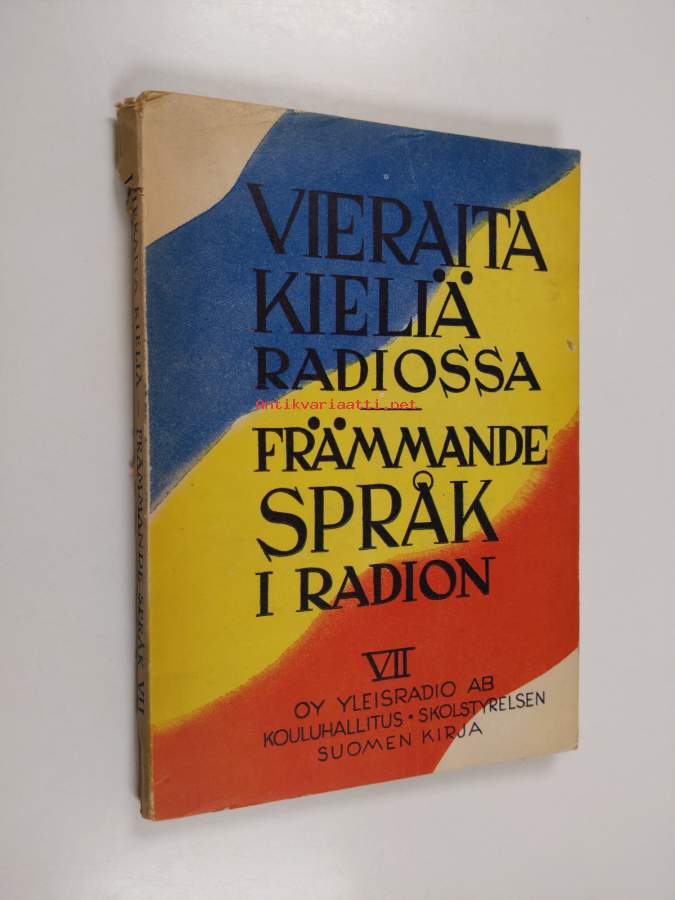 VIERAITA
KIELIÄ
RADIOSSA
Antikvariaatti.net
FRÄMMANDE
SPRÅK
I RADION
VII
OY YLEISRADIO AB
KOULUHALLITUS • SKOLSTYRELSEN
SUOMEN KIRJA
KIELIÄ – FRÄMMANDE SPRÅK VII